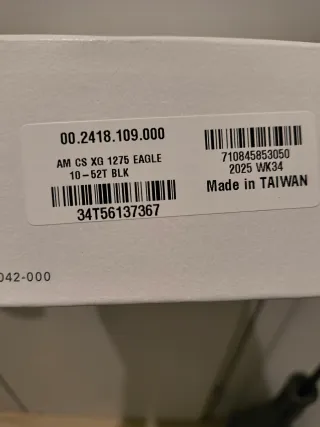 00.2418.109.000
AM CS XG 1275 EAGLE
10-52T BLK
34T56137367
710845853050
2025 WK34
Made in TAIWAN
042-000